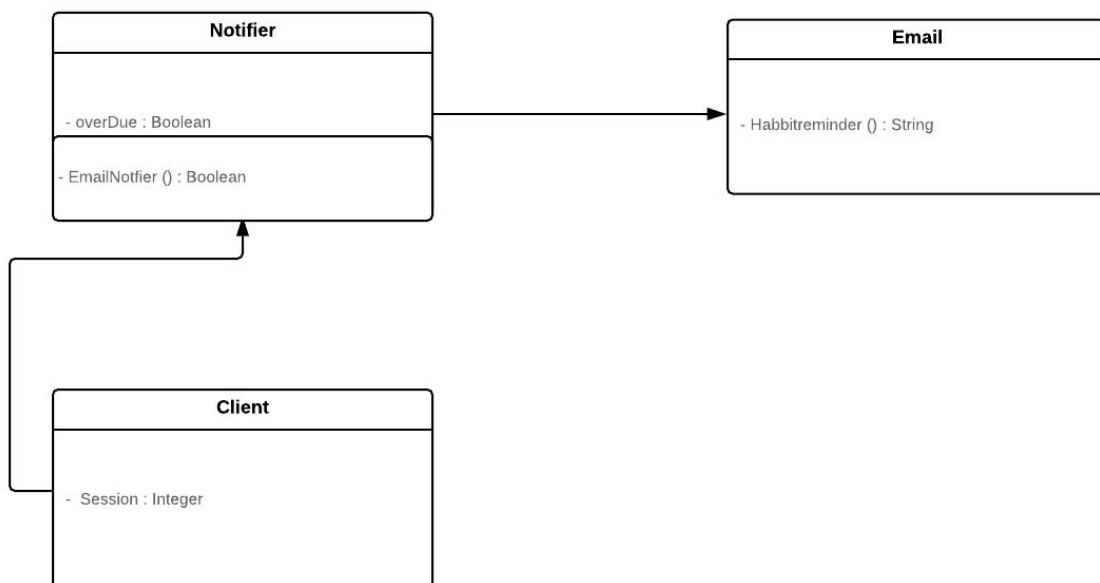 Notifier
- overDue : Boolean
- EmailNotfier () : Boolean
Email
- Habbitreminder () : String
Client
- Session : Integer